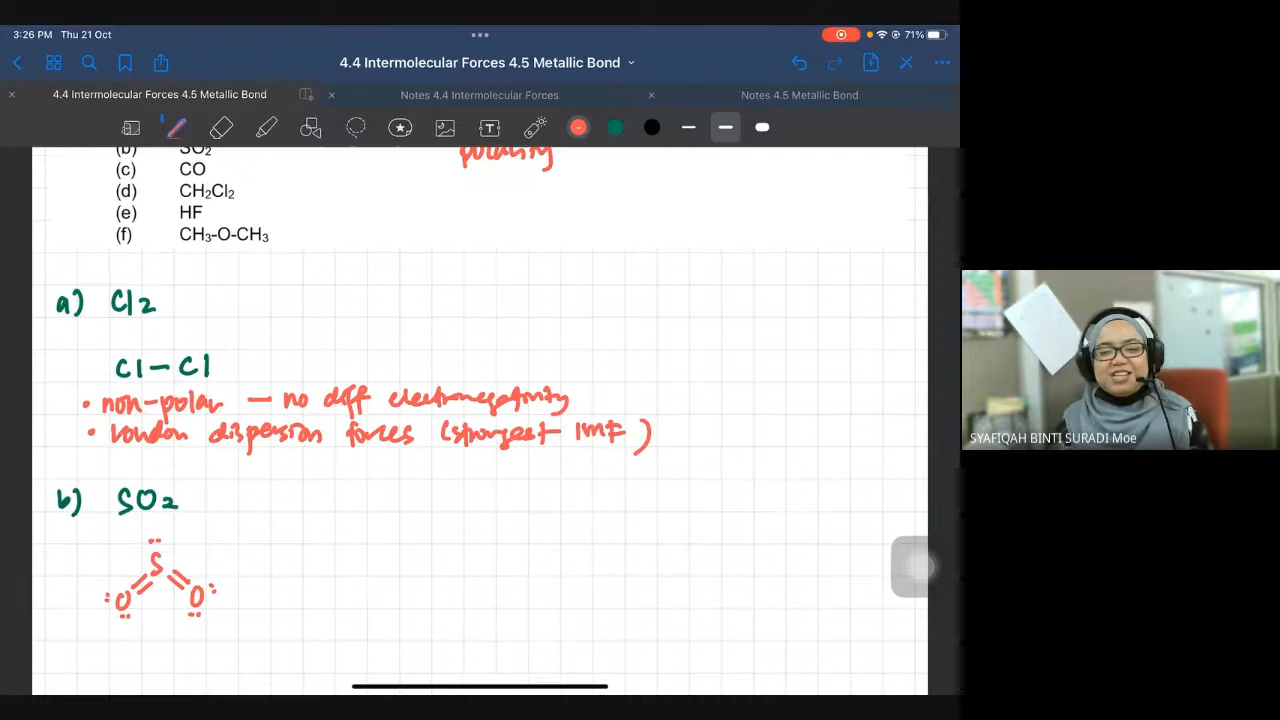 3:26 PM Thu 21 Oct
71%
4.4 Intermolecular Forces 4.5 Metallic Bond
4.4 Intermolecular Forces 4.5 Metallic Bond
Notes 4.4 Intermolecular Forces
Notes 4.5 Metallic Bond
(b) SO₂
polarity
(c) CO
(d) CH₂Cl₂
(e) HF
(f) CH₃-O-CH₃
a) Cl₂
Cl – Cl
• non-polar — no diff electronegativity
• London dispersion forces (strongest IMF)
b) SO₂
S
O O
SYAFIQAH BINTI SURADI Moe